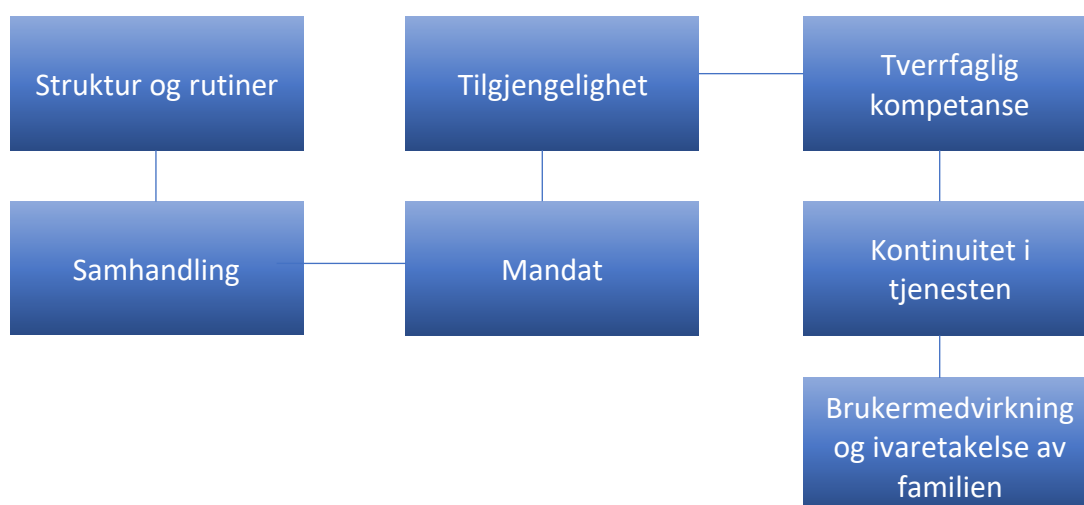 Struktur og rutiner
Samhandling
Mandat
Tilgjengelighet
Tverrfaglig
kompetanse
Kontinuitet i
tjenesten
Brukermedvirkning
og ivaretakelse av
familien